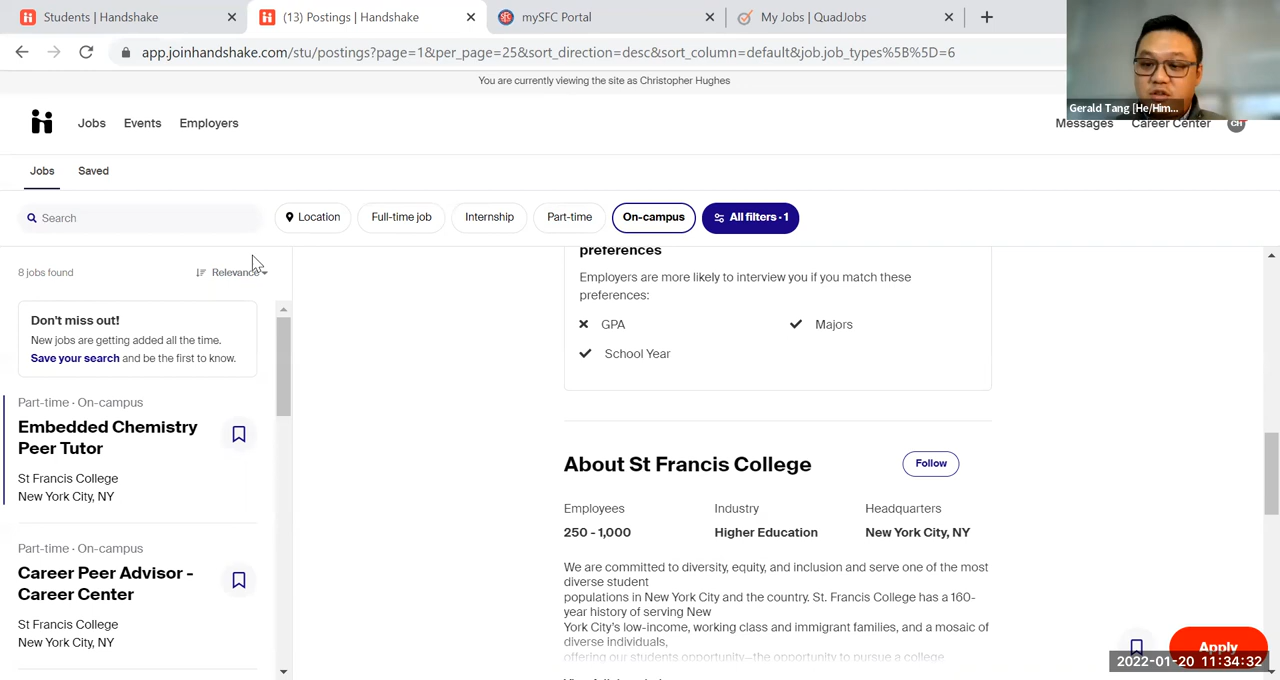 Students | Handshake
(13) Postings | Handshake
mySFC Portal
My Jobs | QuadJobs
app.joinhandshake.com/stu/postings?page=1&per_page=25&sort_direction=desc&sort_column=default&job.job_types%5B%5D=6
You are currently viewing the site as Christopher Hughes
Gerald Tang [He/Him...
Jobs
Events
Employers
Messages
Career Center
CH
Jobs
Saved
Search
Location
Full-time job
Internship
Part-time
On-campus
All filters · 1
8 jobs found
Relevance
Don't miss out!
New jobs are getting added all the time.
Save your search and be the first to know.
Part-time · On-campus
Embedded Chemistry
Peer Tutor
St Francis College
New York City, NY
Part-time · On-campus
Career Peer Advisor -
Career Center
St Francis College
New York City, NY
preferences
Employers are more likely to interview you if you match these
preferences:
GPA
Majors
School Year
About St Francis College
Follow
Employees
Industry
Headquarters
250 - 1,000
Higher Education
New York City, NY
We are committed to diversity, equity, and inclusion and serve one of the most
diverse student
populations in New York City and the country. St. Francis College has a 160-
year history of serving New
York City's low-income, working class and immigrant families, and a mosaic of
diverse individuals,
offering our students opportunity—the opportunity to pursue a college
Apply
2022-01-20 11:34:32